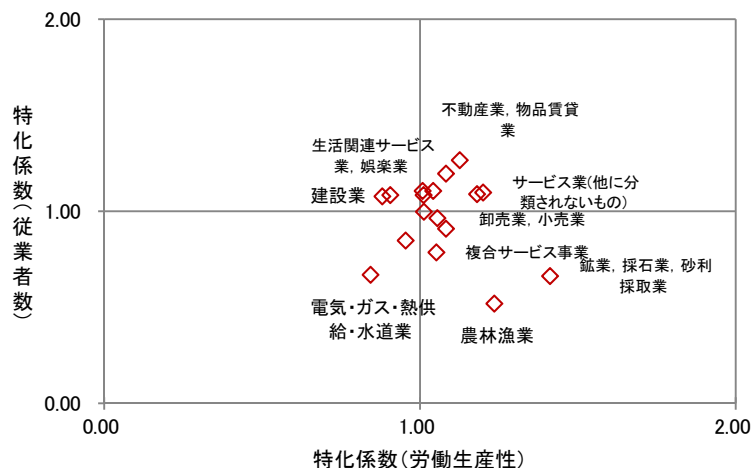 2.00
特化係数(従業者数)
不動産業, 物品賃貸
業
生活関連サービス
業, 娯楽業
サービス業(他に分
類されないもの)
建設業
1.00
卸売業, 小売業
複合サービス事業
鉱業, 採石業, 砂利
採取業
電気・ガス・熱供
給・水道業
農林漁業
0.00
0.00
1.00
2.00
特化係数(労働生産性)